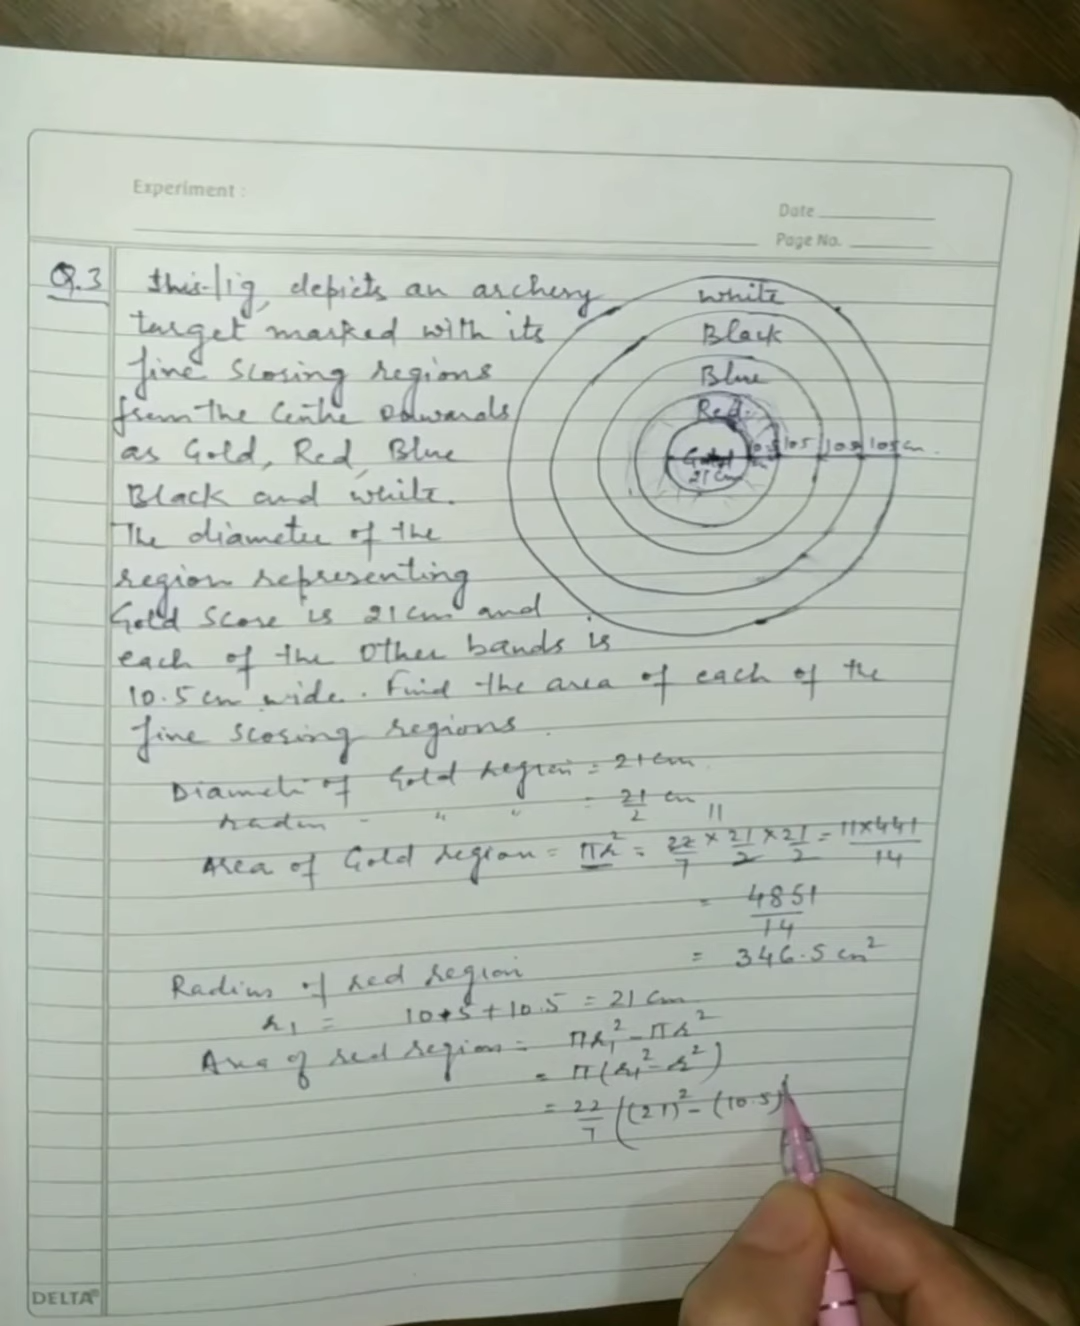 Experiment :
Date
Page No.
Q.3
this fig, depicts an archery
target marked with its
five scoring regions
from the centre outwards
as Gold, Red, Blue
Black and white.
The diameter of the
region representing
Gold score is 21 cm and
each of the other bands is
10.5 cm wide. Find the area of each of the
five scoring regions.
white
Black
Blue
Red
Gold
21 cm
10.5 10.5 10.5 10.5 cm
Diameter of Gold region = 21 cm
radius " " = 21/2 cm
11
Area of Gold region = πr² = 22/7 × 21/2 × 21/2 = 11×441/14
= 4851/14
= 346.5 cm²
Radius of red region
r₁ = 10.5 + 10.5 = 21 cm
Area of red region = πr₁² - πr²
= π(r₁² - r²)
= 22/7 ((21)² - (10.5)
DELTA®